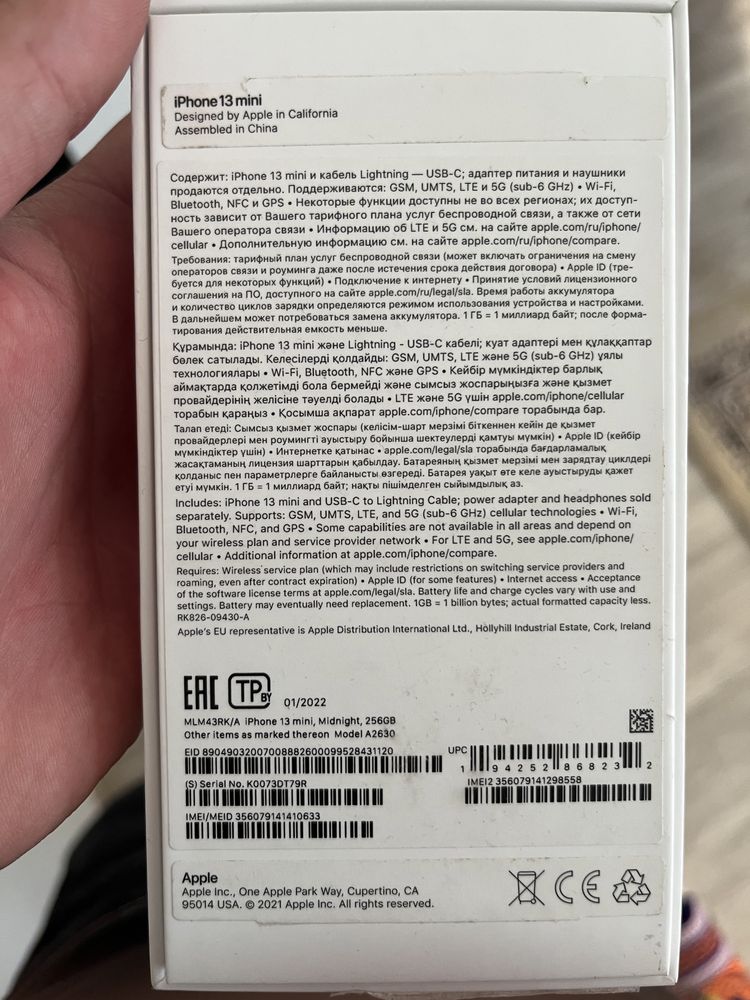 iPhone 13 mini
Designed by Apple in California
Assembled in China
Содержит: iPhone 13 mini и кабель Lightning — USB-C; адаптер питания и наушники
продаются отдельно. Поддерживаются: GSM, UMTS, LTE и 5G (sub-6 GHz) • Wi-Fi,
Bluetooth, NFC и GPS • Некоторые функции доступны не во всех регионах; их доступ-
ность зависит от Вашего тарифного плана услуг беспроводной связи, а также от сети
Вашего оператора связи • Информацию об LTE и 5G см. на сайте apple.com/ru/iphone/
cellular • Дополнительную информацию см. на сайте apple.com/ru/iphone/compare.
Требования: тарифный план услуг беспроводной связи (может включать ограничения на смену
операторов связи и роуминга даже после истечения срока действия договора) • Apple ID (тре-
буется для некоторых функций) • Подключение к интернету • Принятие условий лицензионного
соглашения на ПО, доступного на сайте apple.com/ru/legal/sla. Время работы аккумулятора
и количество циклов зарядки определяются режимом использования устройства и настройками.
В дальнейшем может потребоваться замена аккумулятора. 1 ГБ = 1 миллиард байт; после форма-
тирования действительная емкость меньше.
Құрамында: iPhone 13 mini және Lightning - USB-C кабелі; қуат адаптері мен құлаққаптар
бөлек сатылады. Келесілерді қолдайды: GSM, UMTS, LTE және 5G (sub-6 GHz) ұялы
технологиялары • Wi-Fi, Bluetooth, NFC және GPS • Кейбір мүмкіндіктер барлық
аймақтарда қолжетімді бола бермейді және сымсыз жоспарыңызға және қызмет
провайдерінің желісіне тәуелді болады • LTE және 5G үшін apple.com/iphone/cellular
торабын қараңыз • Қосымша ақпарат apple.com/iphone/compare торабында бар.
Талап етеді: Сымсыз қызмет жоспары (келісім-шарт мерзімі біткеннен кейін де қызмет
провайдерлері мен роумингті ауыстыру бойынша шектеулерді қамтуы мүмкін) • Apple ID (кейбір
мүмкіндіктер үшін) • Интернетке қатынас • apple.com/legal/sla торабында бағдарламалық
жасақтаманың лицензия шарттарын қабылдау. Батареяның қызмет мерзімі мен зарядтау циклдері
қолданыс пен параметрлерге байланысты өзгереді. Батарея уақыт өте келе ауыстыруды қажет
етуі мүмкін. 1 ГБ = 1 миллиард байт; нақты пішімделген сыйымдылық аз.
Includes: iPhone 13 mini and USB-C to Lightning Cable; power adapter and headphones sold
separately. Supports: GSM, UMTS, LTE, and 5G (sub-6 GHz) cellular technologies • Wi-Fi,
Bluetooth, NFC, and GPS • Some capabilities are not available in all areas and depend on
your wireless plan and service provider network • For LTE and 5G, see apple.com/iphone/
cellular • Additional information at apple.com/iphone/compare.
Requires: Wireless service plan (which may include restrictions on switching service providers and
roaming, even after contract expiration) • Apple ID (for some features) • Internet access • Acceptance
of the software license terms at apple.com/legal/sla. Battery life and charge cycles vary with use and
settings. Battery may eventually need replacement. 1GB = 1 billion bytes; actual formatted capacity less.
RK826-09430-A
Apple's EU representative is Apple Distribution International Ltd., Hollyhill Industrial Estate, Cork, Ireland
EAC TP BY 01/2022
MLM43RK/A iPhone 13 mini, Midnight, 256GB
Other items as marked thereon Model A2630
EID 89049032007008882600099528431120
UPC 1 94252 86823 2
(S) Serial No. K0073DT79R
IMEI2 356079141298558
IMEI/MEID 356079141410633
Apple
Apple Inc., One Apple Park Way, Cupertino, CA
95014 USA. © 2021 Apple Inc. All rights reserved.
CE